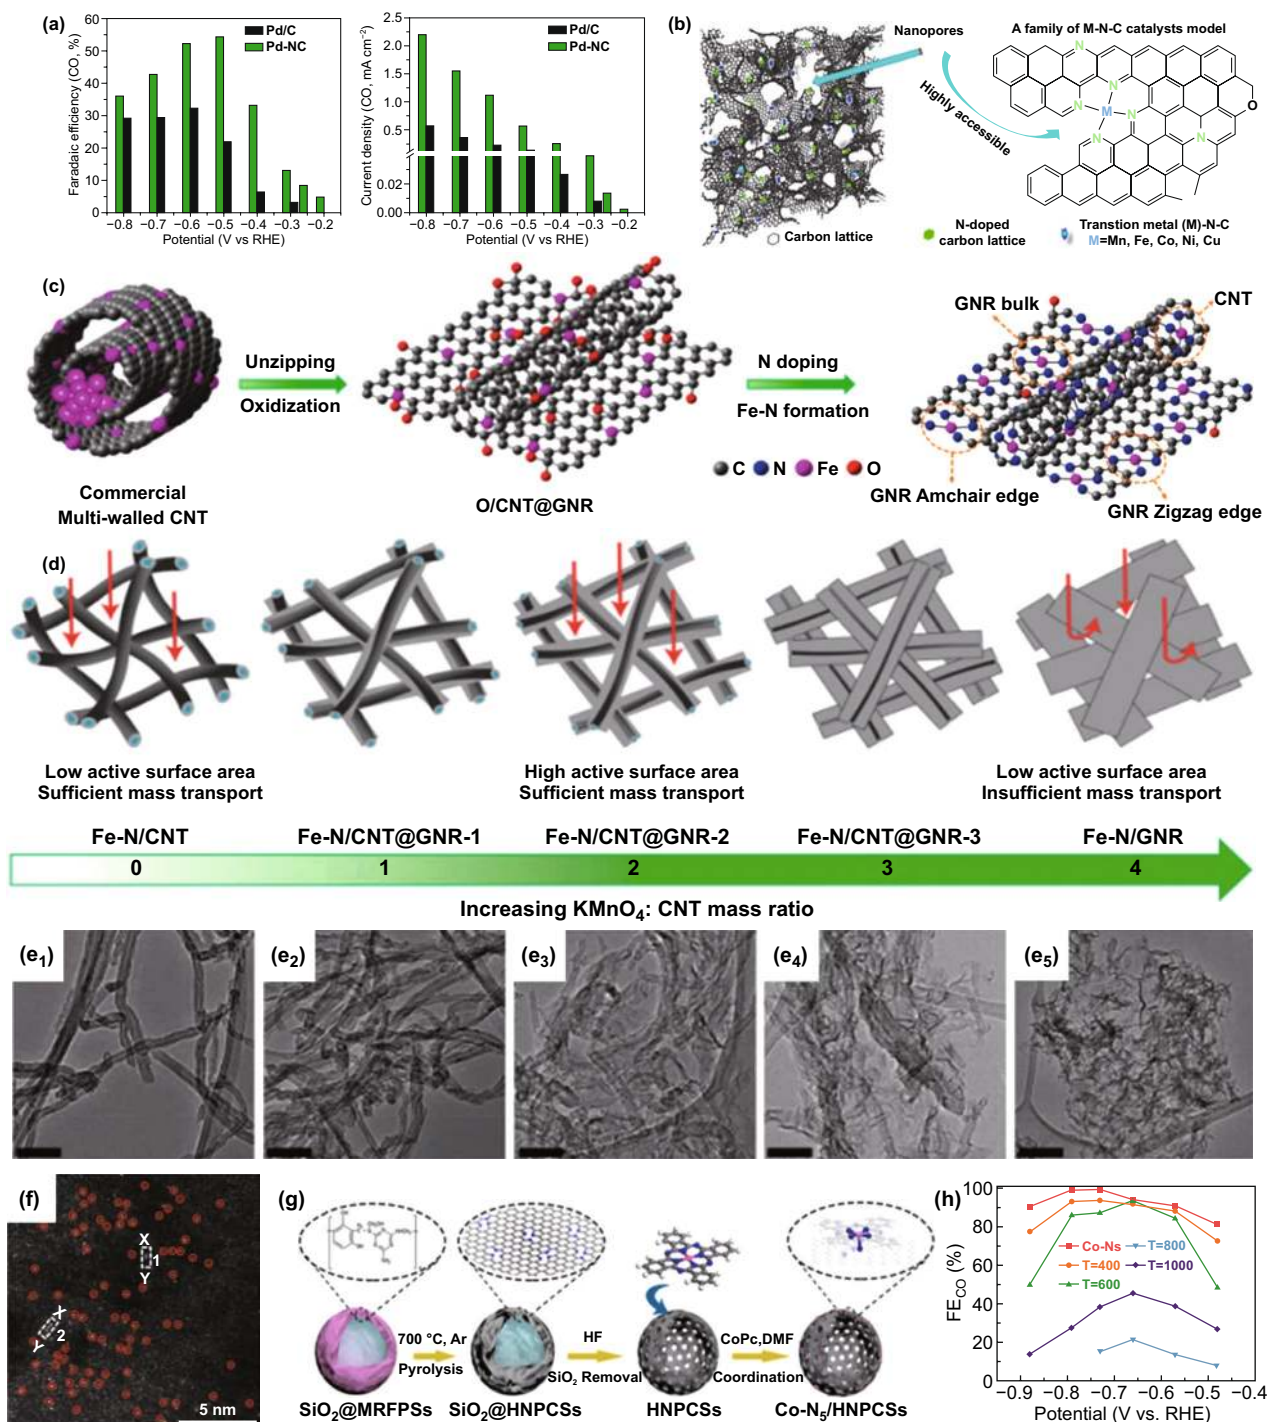 (a)
Faradaic efficiency (CO, %)
60
50
40
30
20
10
0
Pd/C
Pd-NC
−0.8 −0.7 −0.6 −0.5 −0.4 −0.3 −0.2
Potential (V vs RHE)
Current density (CO, mA cm⁻²)
2.5
2.0
1.5
1.0
0.5
0.02
0.00
Pd/C
Pd-NC
−0.8 −0.7 −0.6 −0.5 −0.4 −0.3 −0.2
Potential (V vs RHE)
(b)
Nanopores
A family of M-N-C catalysts model
Highly accessible
N
N
N
M
N
N
N
O
Carbon lattice
N-doped
carbon lattice
Transtion metal (M)-N-C
M=Mn, Fe, Co, Ni, Cu
(c)
Commercial
Multi-walled CNT
Unzipping
Oxidization
O/CNT@GNR
N doping
Fe-N formation
C N Fe O
GNR bulk
CNT
GNR Amchair edge
GNR Zigzag edge
(d)
Low active surface area
Sufficient mass transport
High active surface area
Sufficient mass transport
Low active surface area
Insufficient mass transport
Fe-N/CNT Fe-N/CNT@GNR-1 Fe-N/CNT@GNR-2 Fe-N/CNT@GNR-3 Fe-N/GNR
0 1 2 3 4
Increasing KMnO₄: CNT mass ratio
(e₁) (e₂) (e₃) (e₄) (e₅)
(f)
X
1
Y
X
2
Y
5 nm
(g)
700 °C, Ar
Pyrolysis
HF
SiO₂ Removal
CoPc,DMF
Coordination
SiO₂@MRFPSs SiO₂@HNPCSs HNPCSs Co-N₅/HNPCSs
(h)
FE_CO (%)
100
80
60
40
20
0
Co-Ns
T=400
T=600
T=800
T=1000
−0.9 −0.8 −0.7 −0.6 −0.5 −0.4
Potential (V vs. RHE)